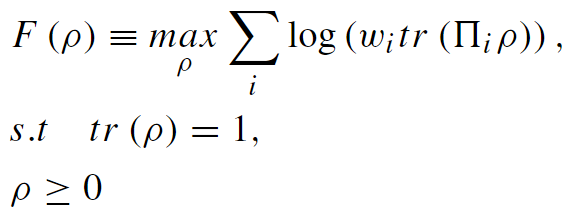 F (ρ) ≡ max_ρ ∑_i log (w_i tr (Π_i ρ)) ,
s.t tr (ρ) = 1,
ρ ≥ 0